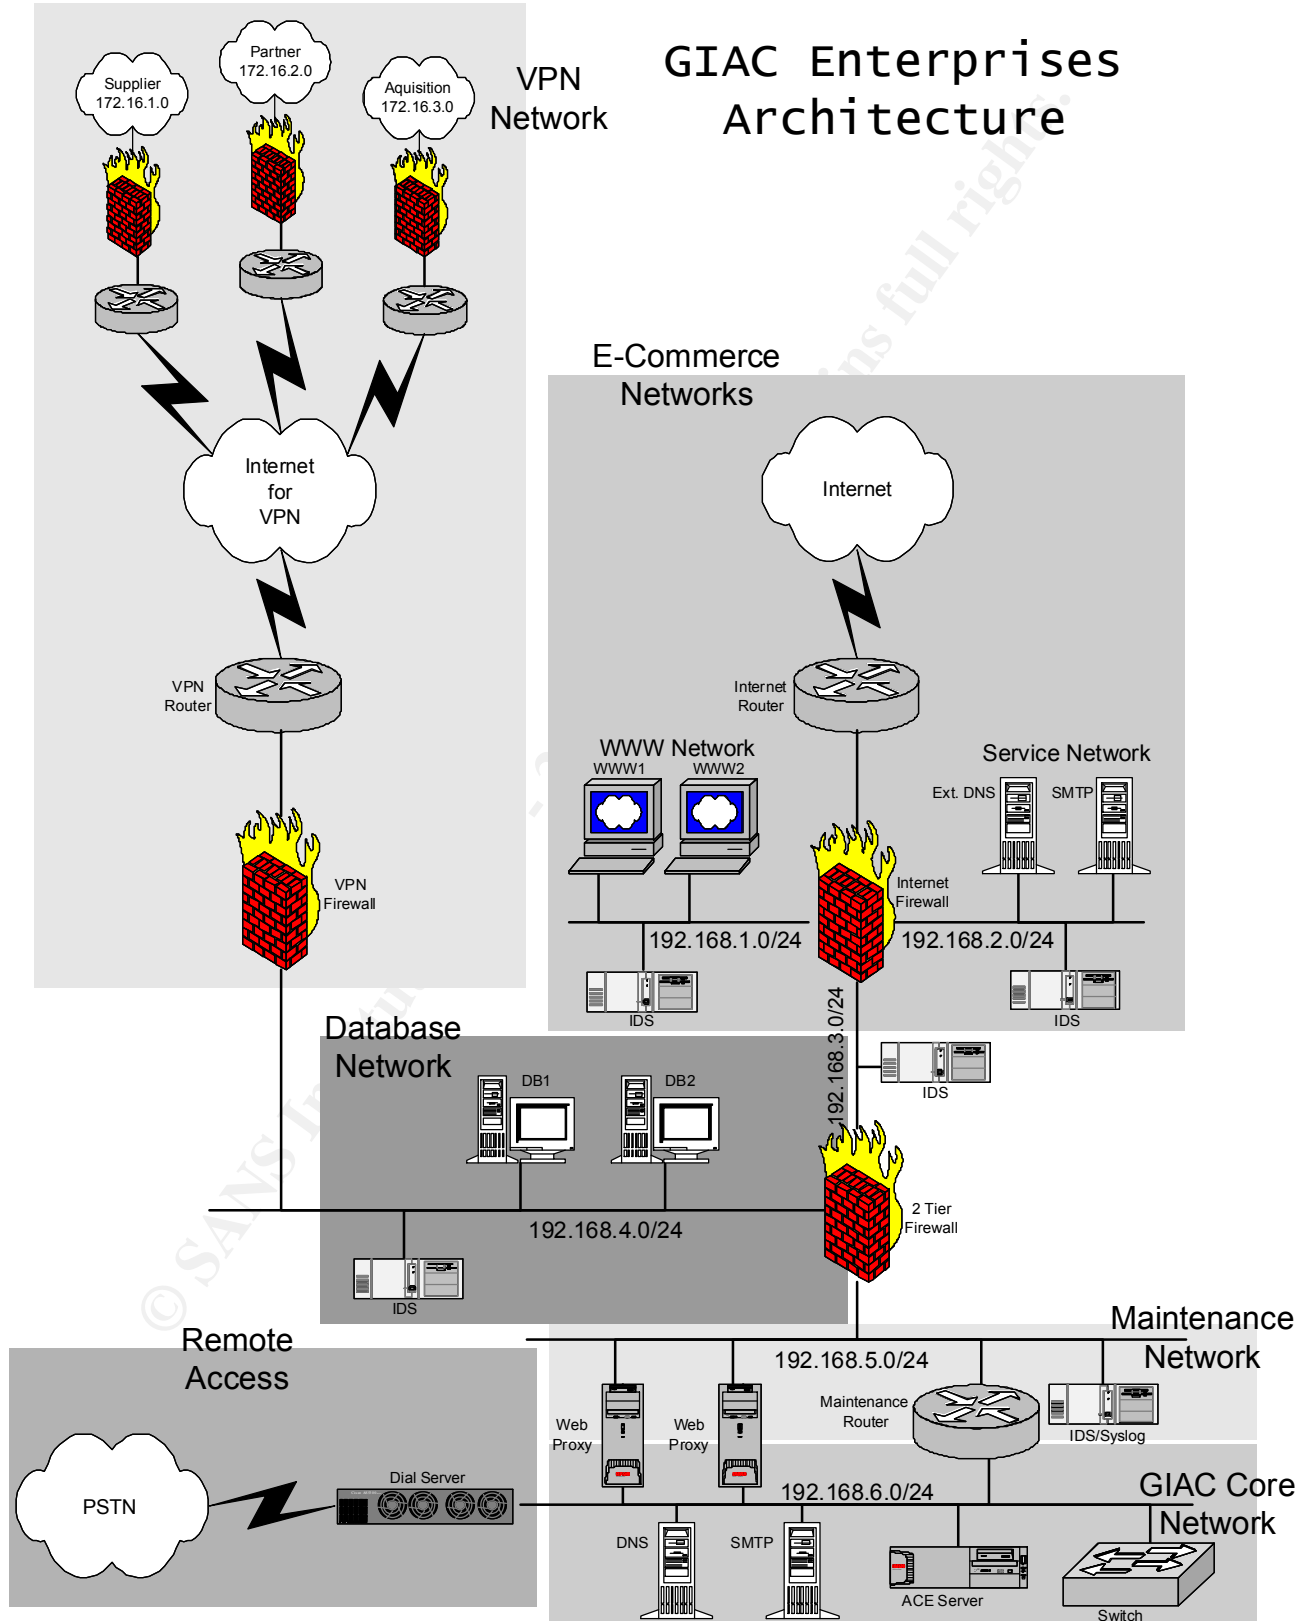 GIAC Enterprises
Architecture
VPN
Network
Supplier
172.16.1.0
Partner
172.16.2.0
Aquisition
172.16.3.0
Internet
for
VPN
VPN
Router
VPN
Firewall
E-Commerce
Networks
Internet
Internet
Router
WWW Network
WWW1
WWW2
Service Network
Ext. DNS
SMTP
Internet
Firewall
192.168.1.0/24
192.168.2.0/24
IDS
IDS
192.168.3.0/24
IDS
Database
Network
DB1
DB2
192.168.4.0/24
IDS
2 Tier
Firewall
Maintenance
Network
192.168.5.0/24
Web
Proxy
Web
Proxy
Maintenance
Router
IDS/Syslog
Remote
Access
PSTN
Dial Server
GIAC Core
Network
192.168.6.0/24
DNS
SMTP
ACE Server
Switch
© SANS Institute
ins full rights.